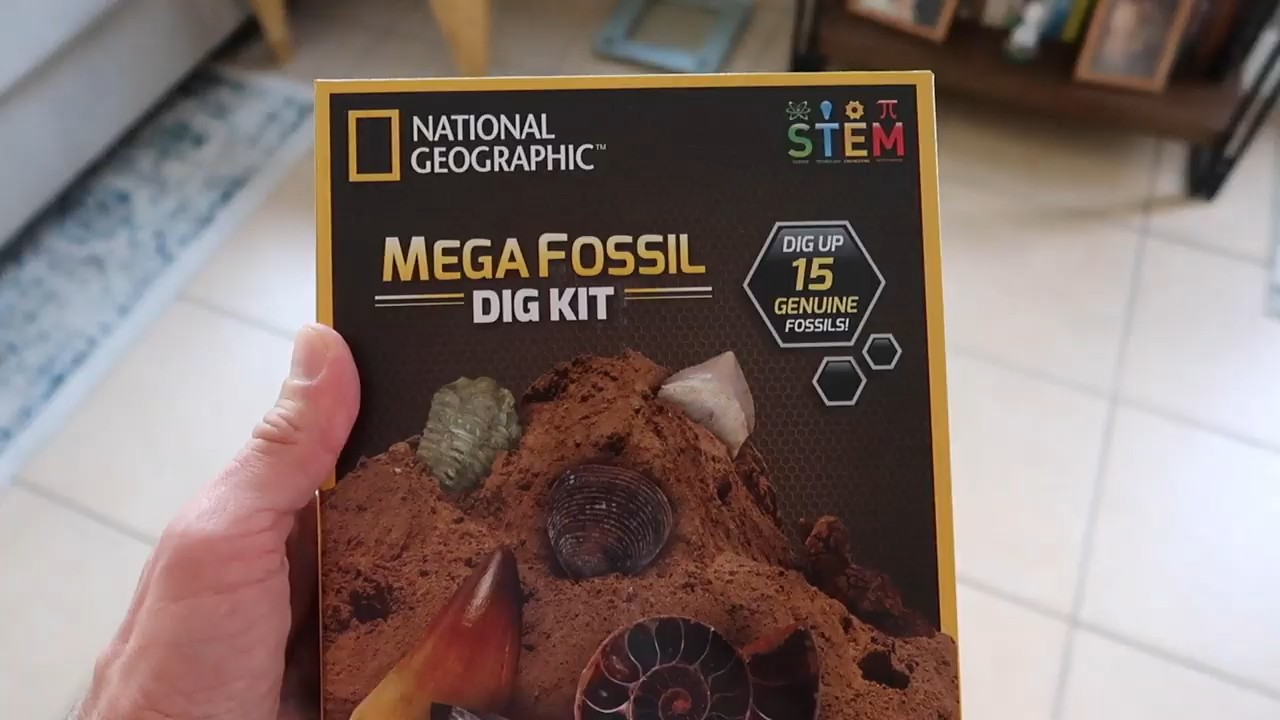 NATIONAL
GEOGRAPHIC™
STEM
MEGA FOSSIL
DIG KIT
DIG UP
15
GENUINE
FOSSILS!